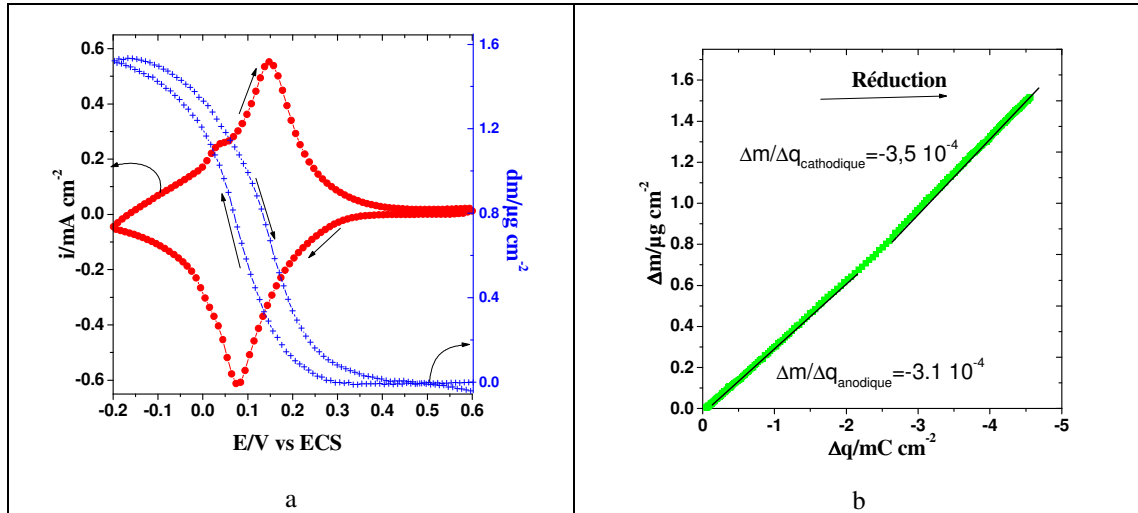 0.6
0.4
0.2
0.0
-0.2
-0.4
-0.6
i/mA cm-2
-0.2 -0.1 0.0 0.1 0.2 0.3 0.4 0.5 0.6
E/V vs ECS
1.6
1.2
0.8
0.4
0.0
dm/µg cm-2
a
1.6
1.4
1.2
1.0
0.8
0.6
0.4
0.2
0.0
Δm/µg cm-2
Réduction
Δm/Δqcathodique=-3,5 10-4
Δm/Δqanodique=-3.1 10-4
0 -1 -2 -3 -4 -5
Δq/mC cm-2
b